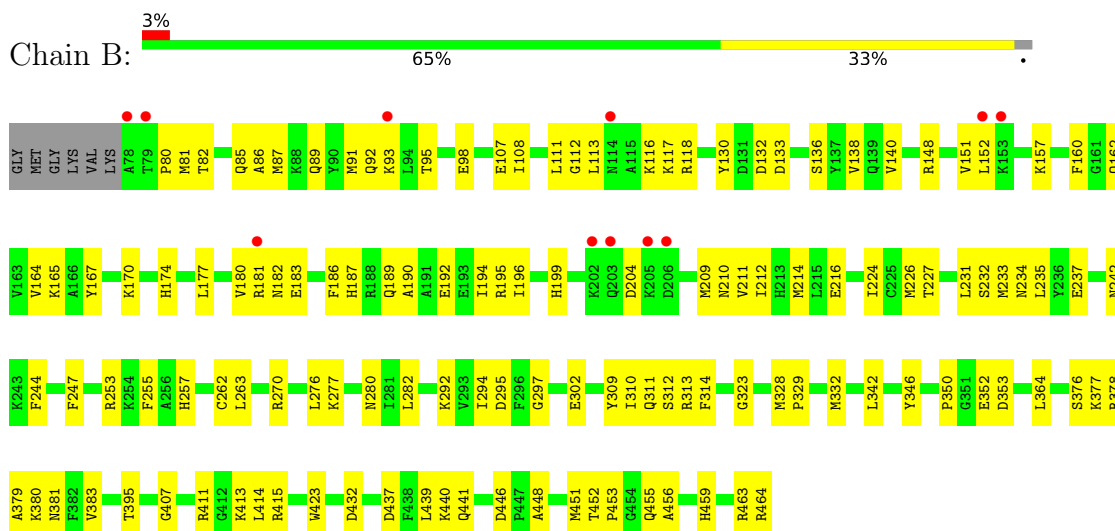 3%
Chain B:
65% 33% •
GLY MET GLY LYS VAL LYS A78 T79 P80 M81 T82 Q85 A86 M87 K88 Q89 Y90 M91 Q92 K93 L94 T95 E98 E107 I108 L111 G112 L113 N114 A115 K116 K117 R118 Y130 D131 D132 D133 S136 Y137 V138 Q139 V140 R148 V151 L152 K153 K157 F160 G161 Q162
V163 V164 K165 A166 Y167 K170 H174 L177 V180 R181 N182 E183 F186 H187 R188 Q189 A190 A191 E192 E193 I194 R195 I196 H199 K202 Q203 D204 K205 D206 M209 N210 V211 I212 H213 M214 L215 E216 I224 C225 M226 T227 L231 S232 M233 N234 L235 Y236 E237 N242
K243 F244 F247 R253 K254 F255 A256 H257 C262 L263 R270 L276 K277 N280 I281 L282 K292 V293 I294 D295 F296 G297 E302 Y309 I310 Q311 S312 R313 F314 G323 M328 P329 M332 L342 Y346 P350 G351 E352 D353 L364 S376 K377 R378
A379 K380 N381 F382 V383 T395 G407 R411 G412 K413 L414 R415 W423 D432 D437 F438 L439 K440 Q441 D446 P447 A448 M451 T452 P453 G454 Q455 A456 H459 R463 R464